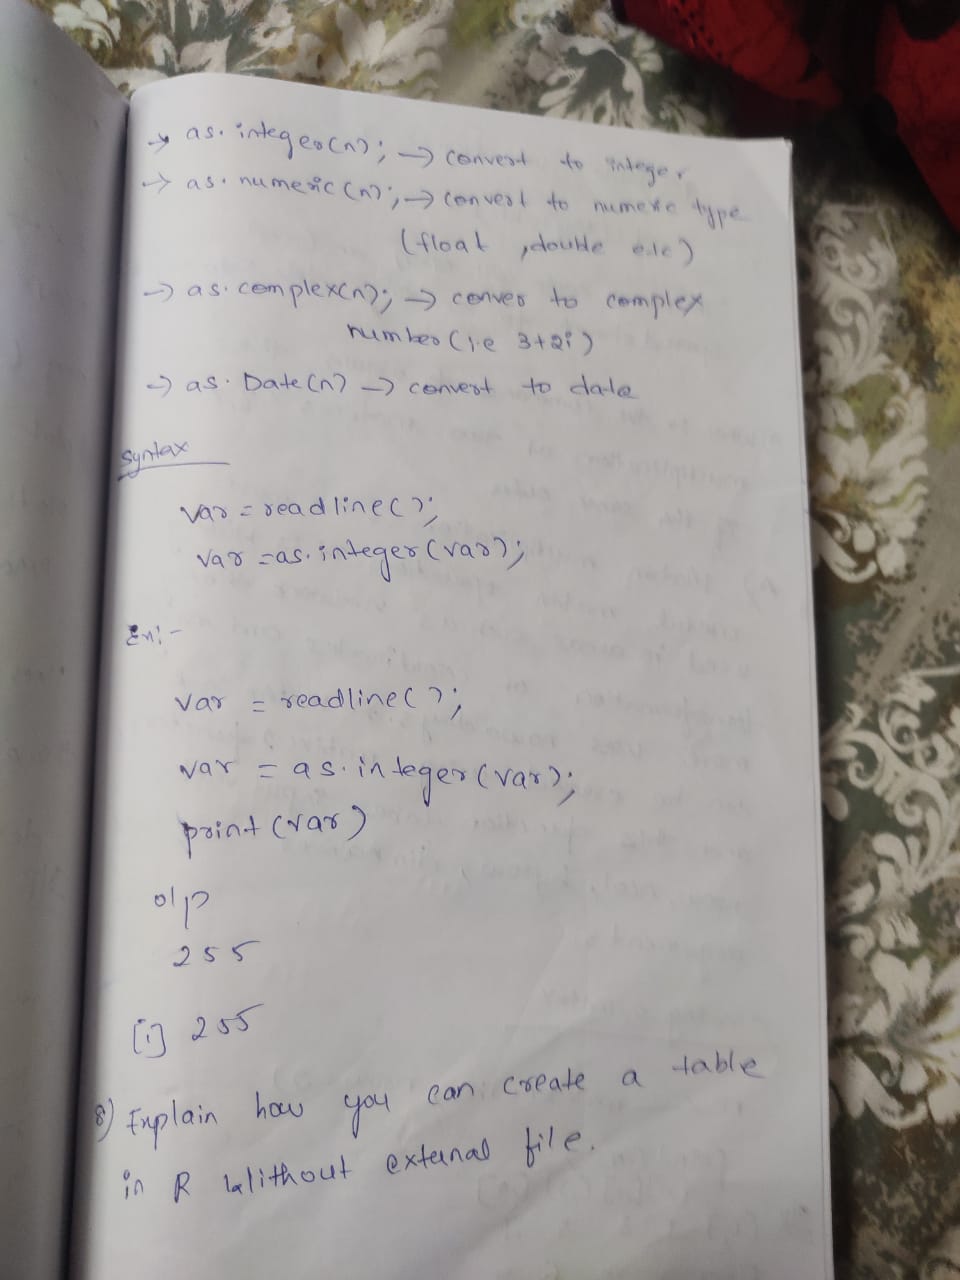 → as.integer(n); → convert to integer
→ as.numeric(n); → convert to numeric type
(float, double etc)
→ as.complex(n); → conver to complex
number (i.e 3+2i)
→ as.Date(n) → convert to date
Syntax
var = readline();
var = as.integer(var);
Ex:-
var = readline();
var = as.integer(var);
print(var)
o/p
255
[1] 255
8) Explain how you can create a table
in R Without external file.